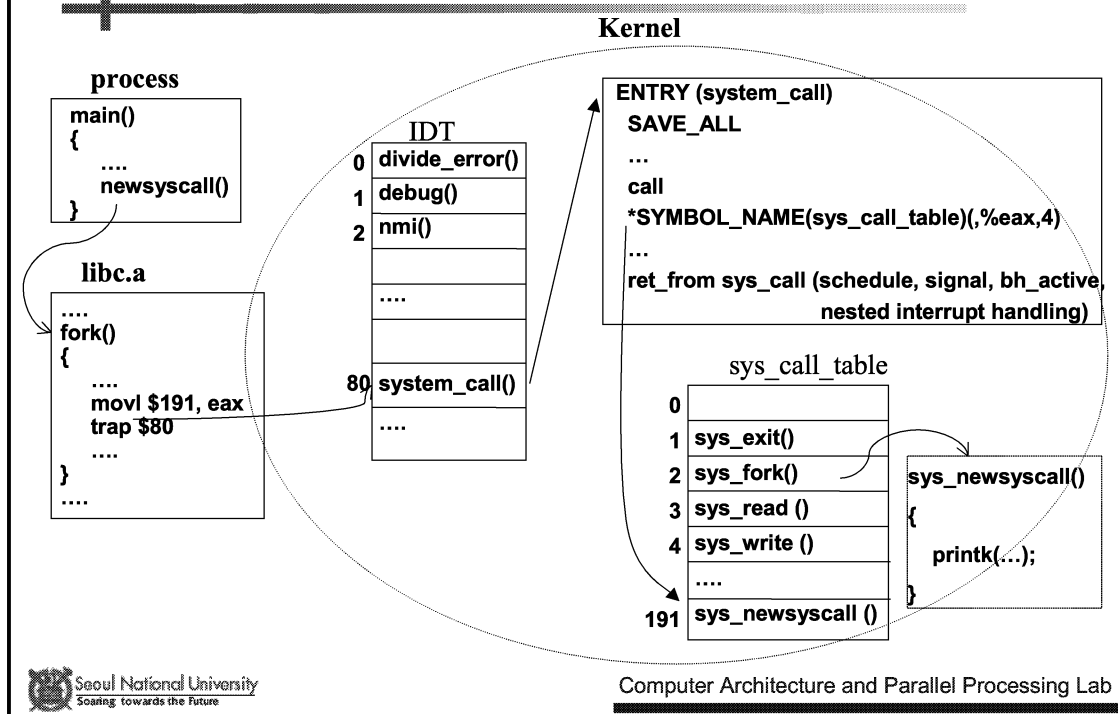 Kernel
process
main()
{
....
newsyscall()
}
libc.a
....
fork()
{
....
movl $191, eax
trap $80
....
}
....
IDT
0 divide_error()
1 debug()
2 nmi()
....
80 system_call()
....
ENTRY (system_call)
SAVE_ALL
...
call
*SYMBOL_NAME(sys_call_table)(,%eax,4)
...
ret_from sys_call (schedule, signal, bh_active,
nested interrupt handling)
sys_call_table
0
1 sys_exit()
2 sys_fork()
3 sys_read ()
4 sys_write ()
....
191 sys_newsyscall ()
sys_newsyscall()
{
printk(...);
}
Seoul National University
Soaring towards the Future
Computer Architecture and Parallel Processing Lab